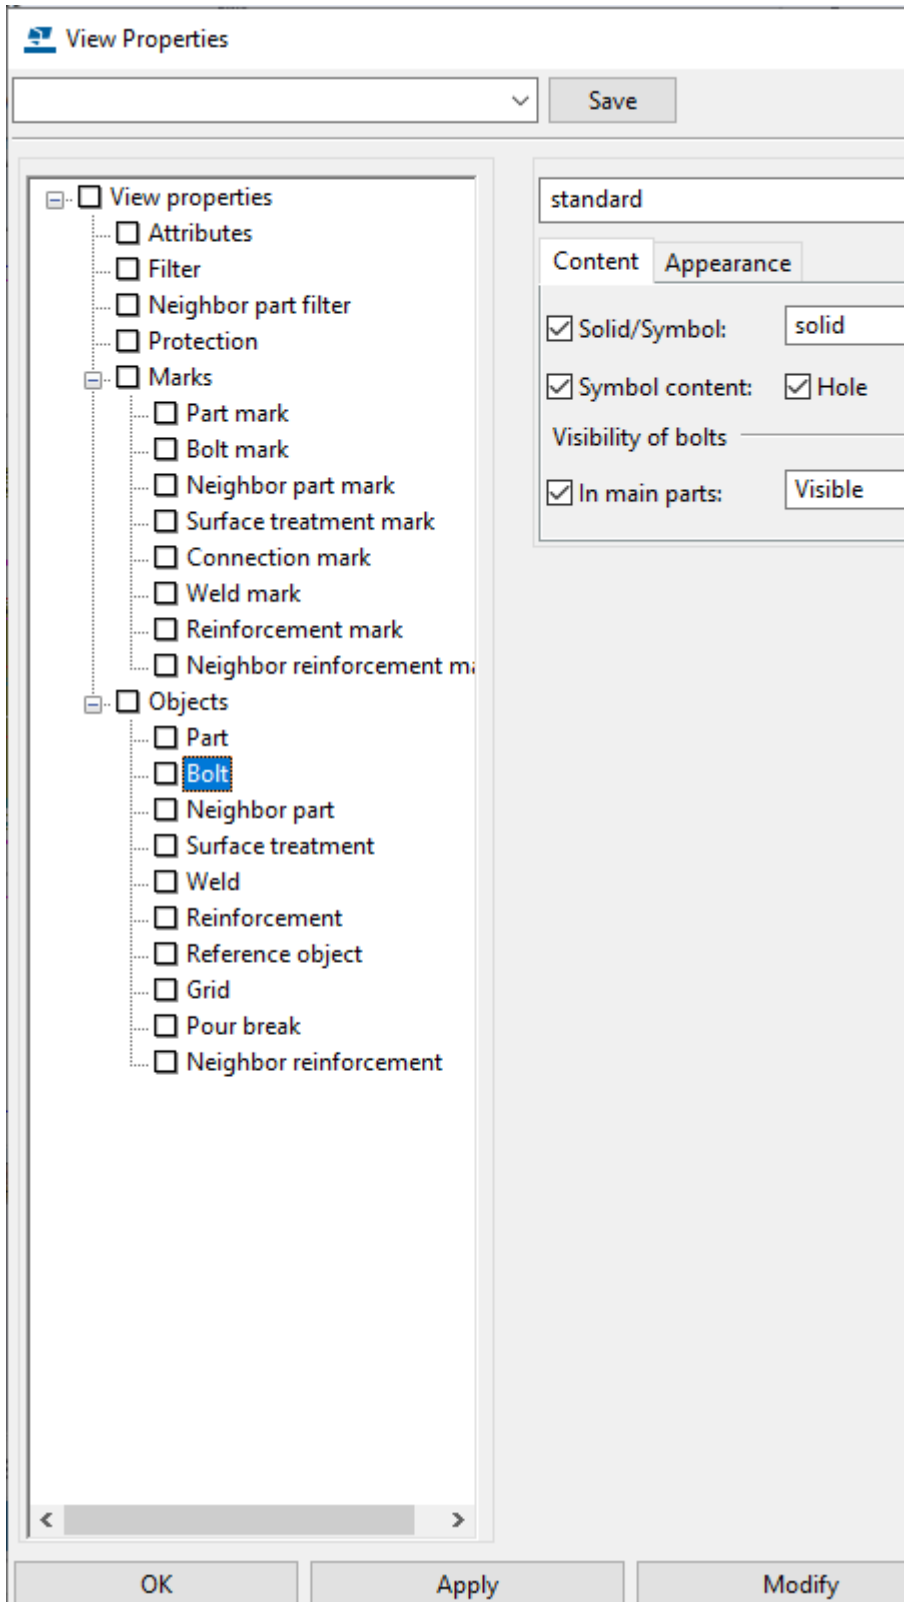 View Properties
Save
View properties
Attributes
Filter
Neighbor part filter
Protection
Marks
Part mark
Bolt mark
Neighbor part mark
Surface treatment mark
Connection mark
Weld mark
Reinforcement mark
Neighbor reinforcement ma
Objects
Part
Bolt
Neighbor part
Surface treatment
Weld
Reinforcement
Reference object
Grid
Pour break
Neighbor reinforcement
standard
Content Appearance
Solid/Symbol: solid
Symbol content: Hole
Visibility of bolts
In main parts: Visible
OK Apply Modify